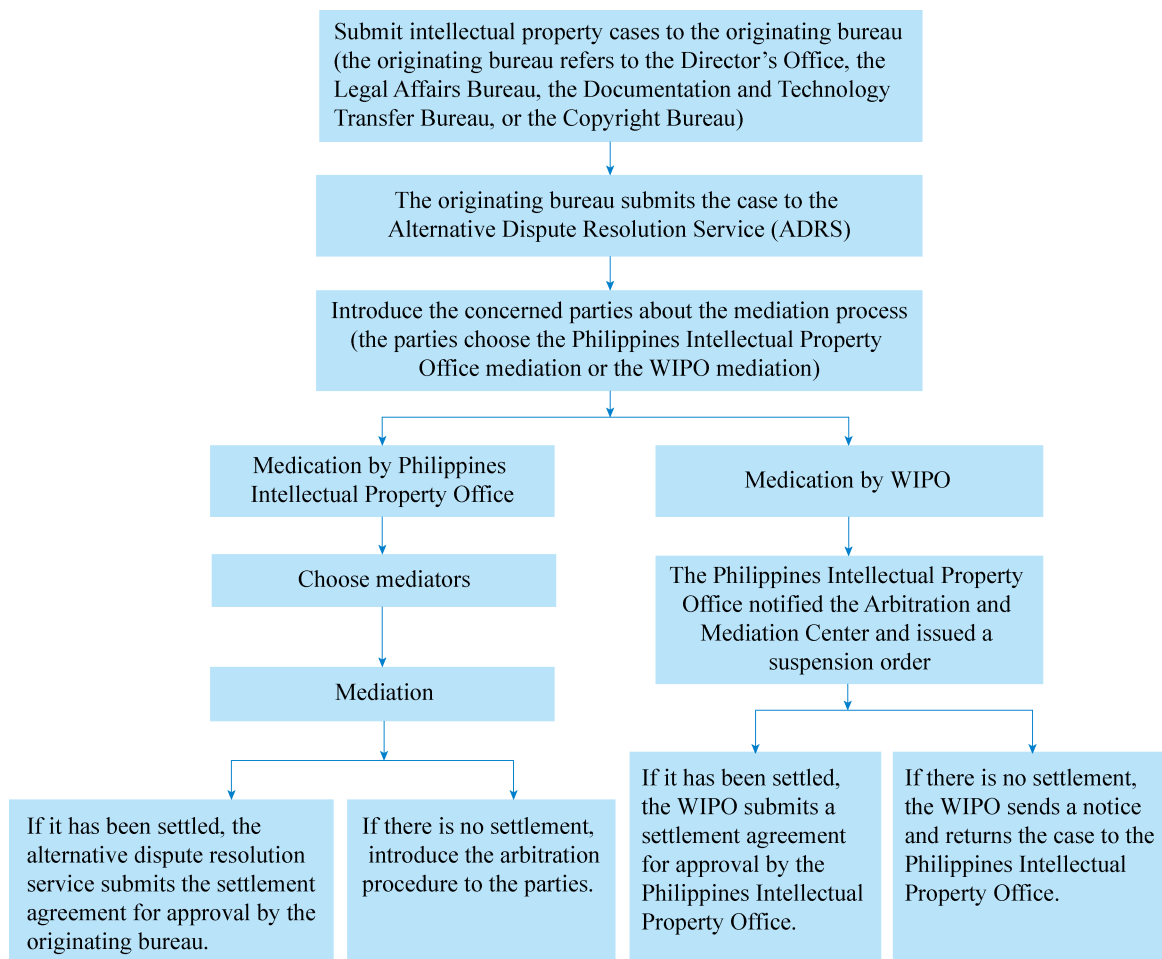 Submit intellectual property cases to the originating bureau
(the originating bureau refers to the Director's Office, the
Legal Affairs Bureau, the Documentation and Technology
Transfer Bureau, or the Copyright Bureau)
The originating bureau submits the case to the
Alternative Dispute Resolution Service (ADRS)
Introduce the concerned parties about the mediation process
(the parties choose the Philippines Intellectual Property
Office mediation or the WIPO mediation)
Medication by Philippines
Intellectual Property Office
Choose mediators
Mediation
If it has been settled, the
alternative dispute resolution
service submits the settlement
agreement for approval by the
originating bureau.
If there is no settlement,
introduce the arbitration
procedure to the parties.
Medication by WIPO
The Philippines Intellectual Property
Office notified the Arbitration and
Mediation Center and issued a
suspension order
If it has been settled,
the WIPO submits a
settlement agreement
for approval by the
Philippines Intellectual
Property Office.
If there is no settlement,
the WIPO sends a notice
and returns the case to the
Philippines Intellectual
Property Office.